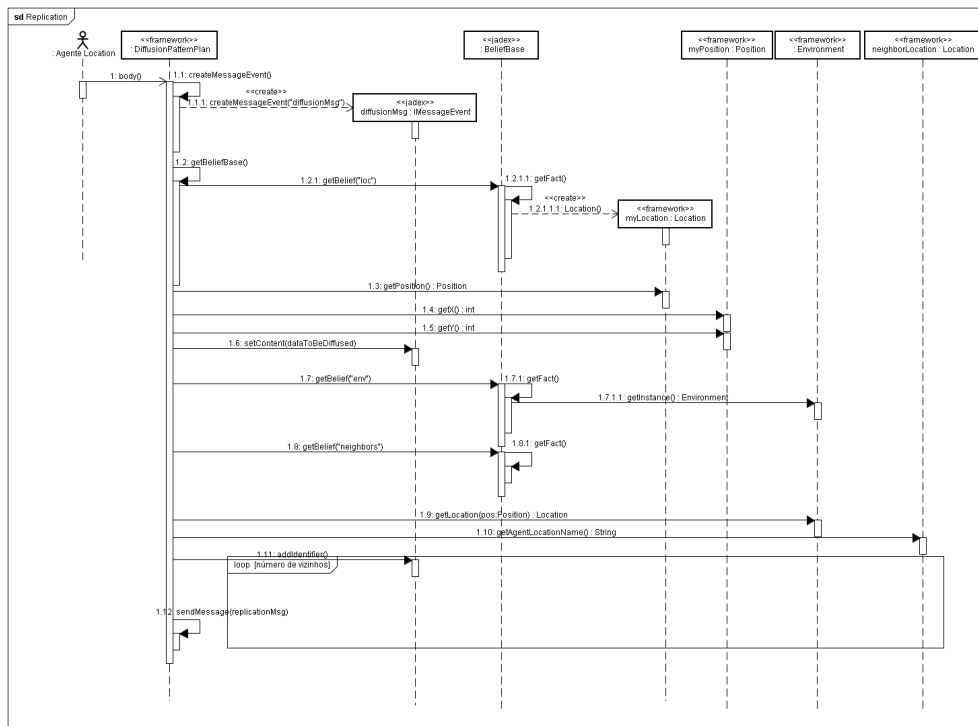 sd Replication
: Agente Location
<<framework>>
: DiffusionPatternPlan
<<jadex>>
: BeliefBase
<<framework>>
myPosition : Position
<<framework>>
: Environment
<<framework>>
neighborLocation : Location
1: body()
1.1: createMessageEvent()
<<create>>
1.1.1: createMessageEvent("diffusionMsg")
<<jadex>>
diffusionMsg : IMessageEvent
1.2: getBeliefBase()
1.2.1: getBelief("loc")
1.2.1.1: getFact()
<<create>>
1.2.1.1.1: Location()
<<framework>>
myLocation : Location
1.3: getPosition() : Position
1.4: getX() : int
1.5: getY() : int
1.6: setContent(dataToBeDiffused)
1.7: getBelief("env")
1.7.1: getFact()
1.7.1.1: getInstance() : Environment
1.8: getBelief("neighbors")
1.8.1: getFact()
1.9: getLocation(pos:Position) : Location
1.10: getAgentLocationName() : String
1.11: addIdentifier()
loop [número de vizinhos]
1.12: sendMessage(replicationMsg)